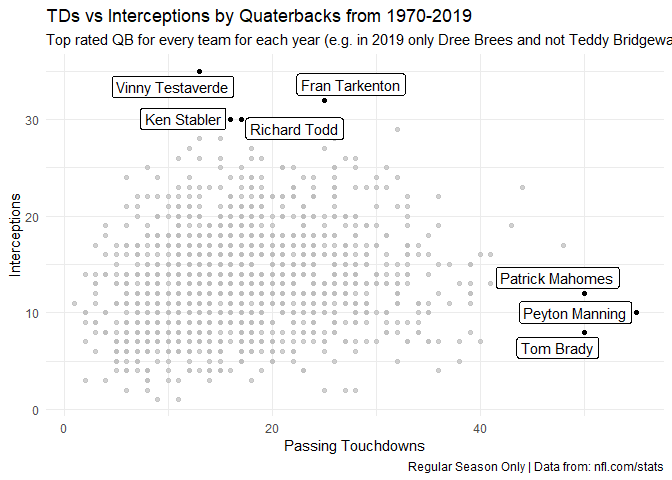 TDs vs Interceptions by Quaterbacks from 1970-2019
Top rated QB for every team for each year (e.g. in 2019 only Dree Brees and not Teddy Bridgewa
Vinny Testaverde
Fran Tarkenton
Ken Stabler
Richard Todd
Patrick Mahomes
Peyton Manning
Tom Brady
30
20
10
0
Interceptions
0
20
40
Passing Touchdowns
Regular Season Only | Data from: nfl.com/stats